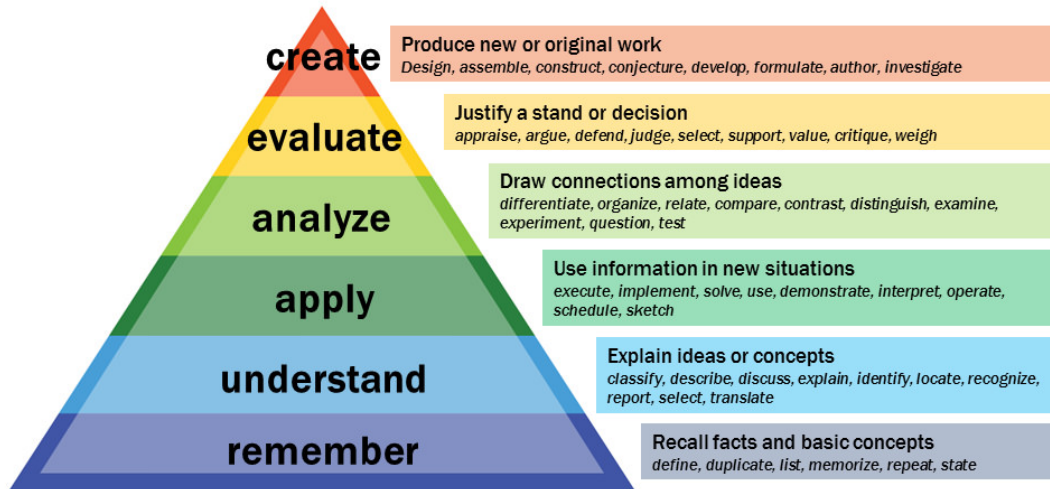 create
Produce new or original work
Design, assemble, construct, conjecture, develop, formulate, author, investigate
evaluate
Justify a stand or decision
appraise, argue, defend, judge, select, support, value, critique, weigh
analyze
Draw connections among ideas
differentiate, organize, relate, compare, contrast, distinguish, examine,
experiment, question, test
apply
Use information in new situations
execute, implement, solve, use, demonstrate, interpret, operate,
schedule, sketch
understand
Explain ideas or concepts
classify, describe, discuss, explain, identify, locate, recognize,
report, select, translate
remember
Recall facts and basic concepts
define, duplicate, list, memorize, repeat, state